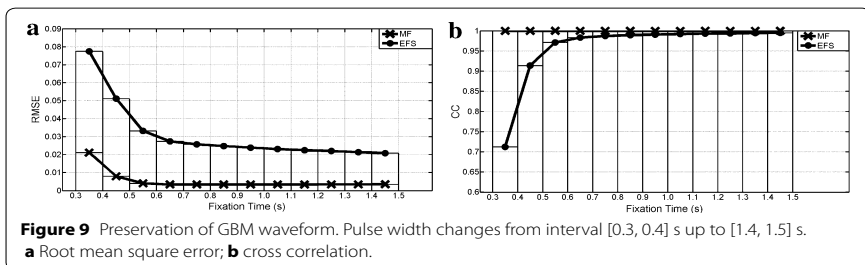 a
0.09
0.08
0.07
0.06
0.05
0.04
0.03
0.02
0.01
0
RMSE
0.3 0.4 0.5 0.6 0.7 0.8 0.9 1.0 1.1 1.2 1.3 1.4 1.5
Fixation Time (s)
MF
EFS
b
1
0.95
0.9
0.85
0.8
0.75
0.7
0.65
0.6
CC
0.3 0.4 0.5 0.6 0.7 0.8 0.9 1.0 1.1 1.2 1.3 1.4 1.5
Fixation Time (s)
MF
EFS
Figure 9 Preservation of GBM waveform. Pulse width changes from interval [0.3, 0.4] s up to [1.4, 1.5] s.
a Root mean square error; b cross correlation.